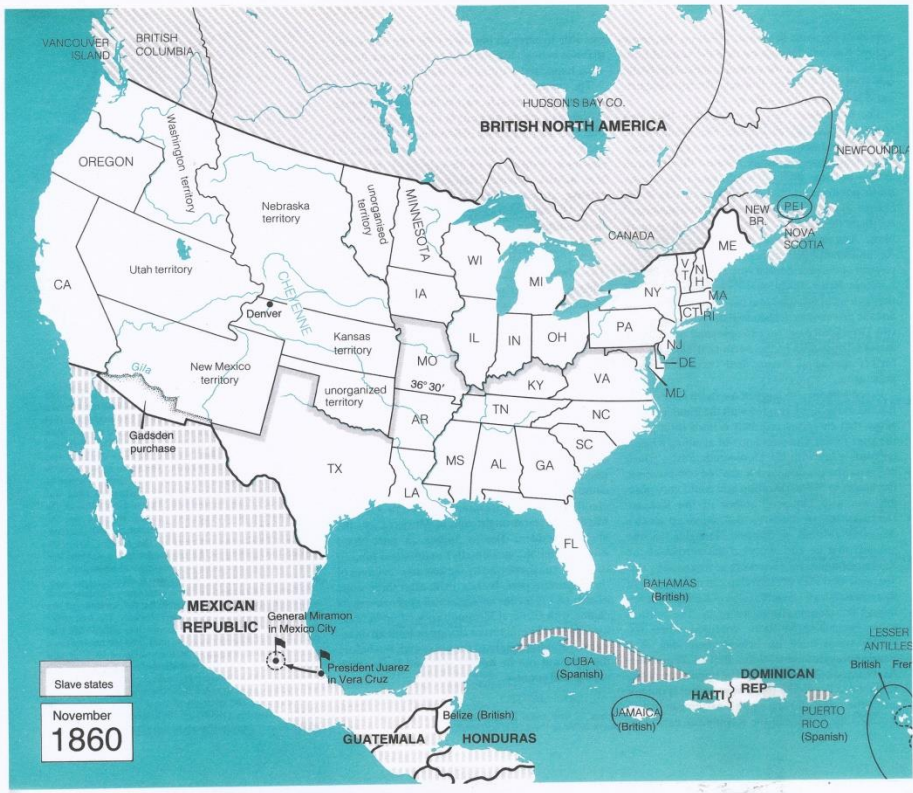 VANCOUVER
ISLAND
BRITISH
COLUMBIA
HUDSON'S BAY CO.
BRITISH NORTH AMERICA
NEWFOUNDLA
Washington territory
OREGON
Nebraska
territory
unorganised
territory
MINNESOTA
NEW
BR.
PEI
NOVA
SCOTIA
CANADA
ME
WI
MI
VT
NH
Utah territory
CA
IA
NY
MA
CT
RI
CHEYENNE
Denver
PA
NJ
IL
IN
OH
DE
MD
Kansas
territory
MO
36° 30'
KY
VA
Gila
New Mexico
territory
unorganized
territory
TN
NC
AR
SC
Gadsden
purchase
MS
AL
GA
TX
LA
FL
BAHAMAS
(British)
MEXICAN
REPUBLIC
General Miramon
in Mexico City
President Juarez
in Vera Cruz
CUBA
(Spanish)
LESSER
ANTILLES
British Fren
DOMINICAN
REP
HAITI
JAMAICA
(British)
PUERTO
RICO
(Spanish)
Belize (British)
GUATEMALA
HONDURAS
Slave states
November
1860